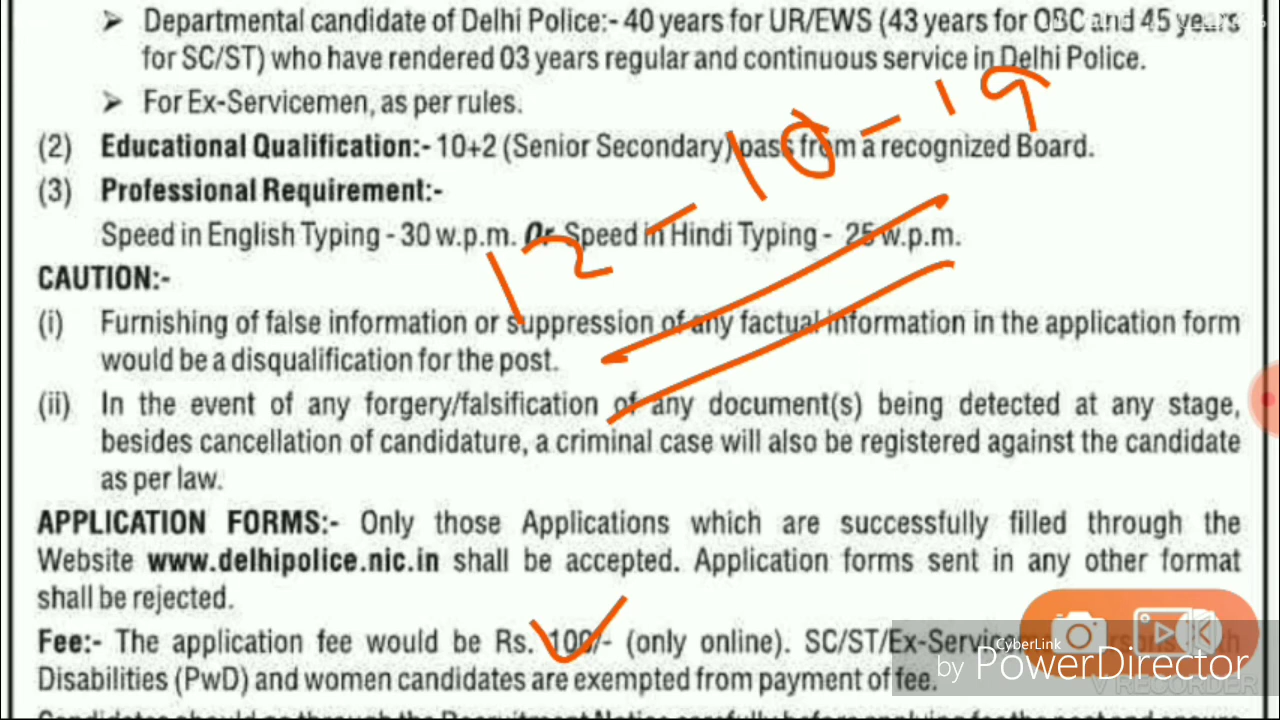 ➤ Departmental candidate of Delhi Police:- 40 years for UR/EWS (43 years for OBC and 45 years
for SC/ST) who have rendered 03 years regular and continuous service in Delhi Police.
➤ For Ex-Servicemen, as per rules.
(2) Educational Qualification:- 10+2 (Senior Secondary) pass from a recognized Board.
(3) Professional Requirement:-
Speed in English Typing - 30 w.p.m. Or Speed in Hindi Typing - 25 w.p.m.
12-10-19
CAUTION:-
(i) Furnishing of false information or suppression of any factual information in the application form
would be a disqualification for the post.
(ii) In the event of any forgery/falsification of any document(s) being detected at any stage,
besides cancellation of candidature, a criminal case will also be registered against the candidate
as per law.
APPLICATION FORMS:- Only those Applications which are successfully filled through the
Website www.delhipolice.nic.in shall be accepted. Application forms sent in any other format
shall be rejected.
Fee:- The application fee would be Rs. 100/- (only online). SC/ST/Ex-Service
Disabilities (PwD) and women candidates are exempted from payment of fee.
CyberLink
by PowerDirector
V RECORDER